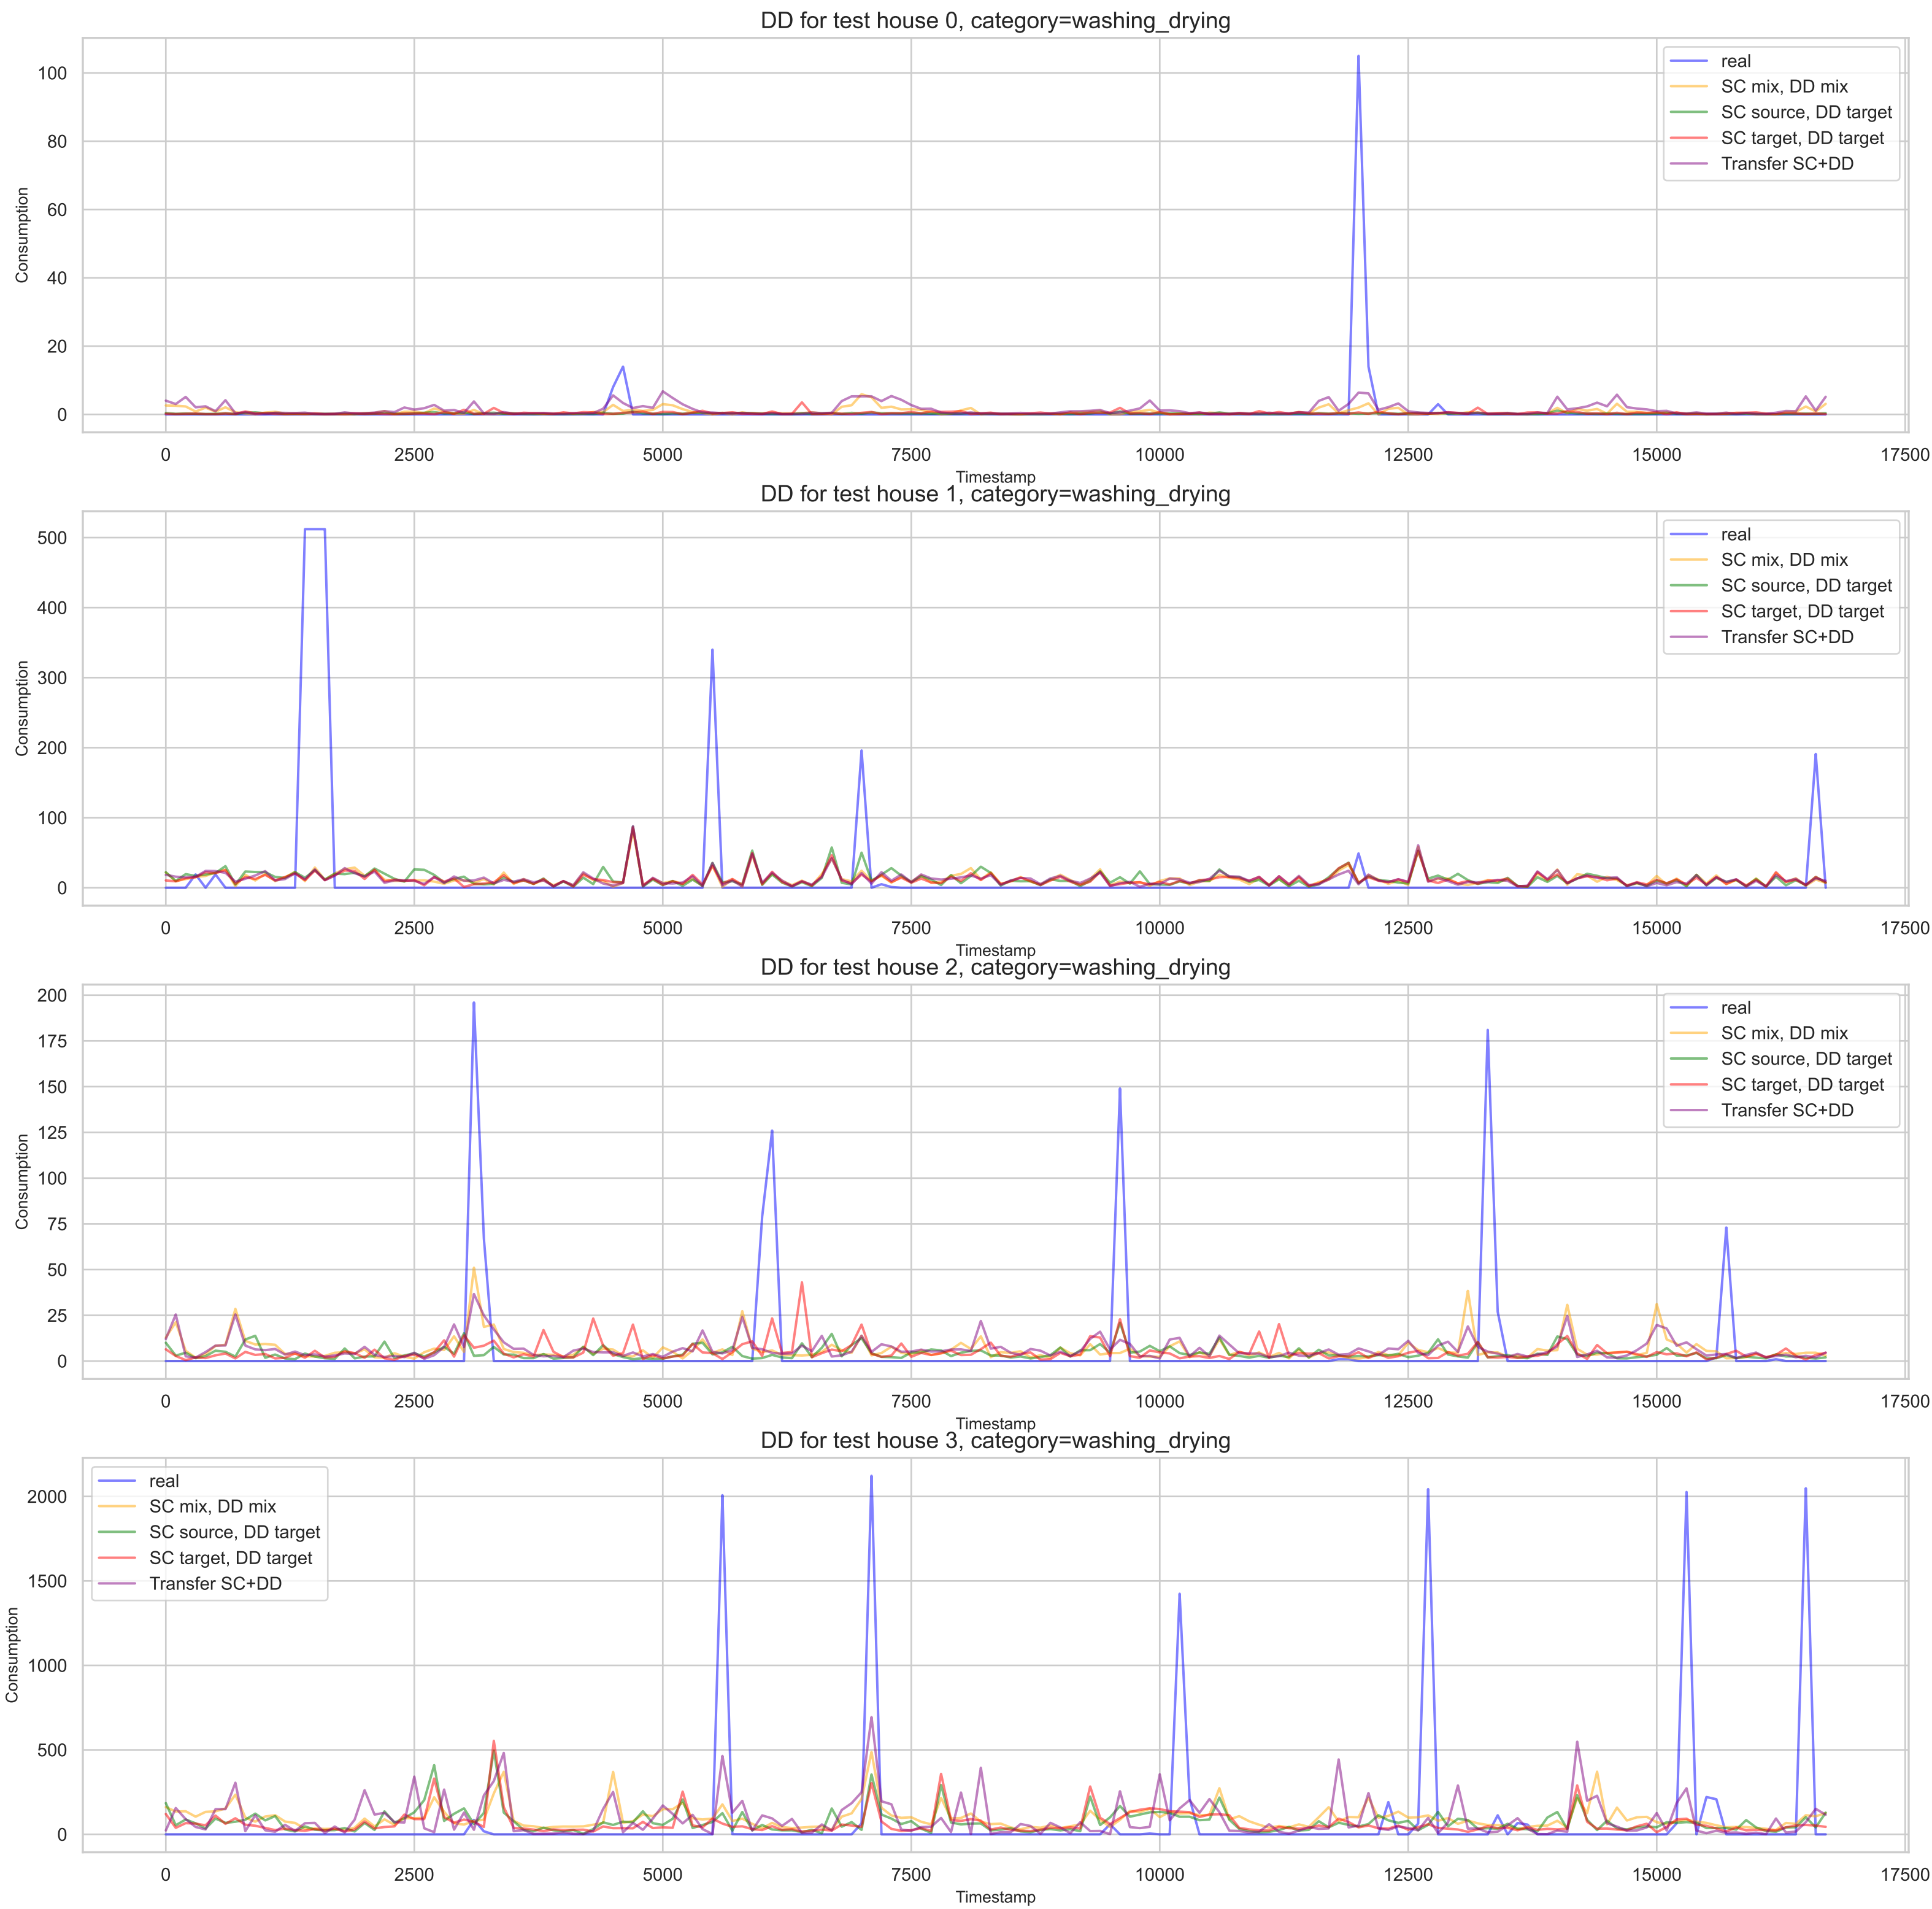 DD for test house 0, category=washing_drying
Consumption
100
80
60
40
20
0
real
SC mix, DD mix
SC source, DD target
SC target, DD target
Transfer SC+DD
0 2500 5000 7500 10000 12500 15000 17500
Timestamp
DD for test house 1, category=washing_drying
Consumption
500
400
300
200
100
0
real
SC mix, DD mix
SC source, DD target
SC target, DD target
Transfer SC+DD
0 2500 5000 7500 10000 12500 15000 17500
Timestamp
DD for test house 2, category=washing_drying
Consumption
200
175
150
125
100
75
50
25
0
real
SC mix, DD mix
SC source, DD target
SC target, DD target
Transfer SC+DD
0 2500 5000 7500 10000 12500 15000 17500
Timestamp
DD for test house 3, category=washing_drying
Consumption
2000
1500
1000
500
0
real
SC mix, DD mix
SC source, DD target
SC target, DD target
Transfer SC+DD
0 2500 5000 7500 10000 12500 15000 17500
Timestamp